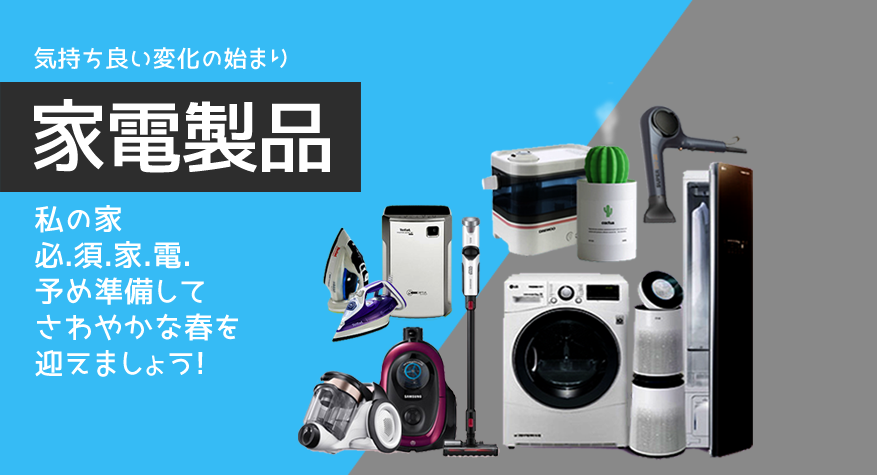 気持ち良い変化の始まり
家電製品
私の家
必.須.家.電.
予め準備して
さわやかな春を
迎えましょう!
SAMSUNG
LG